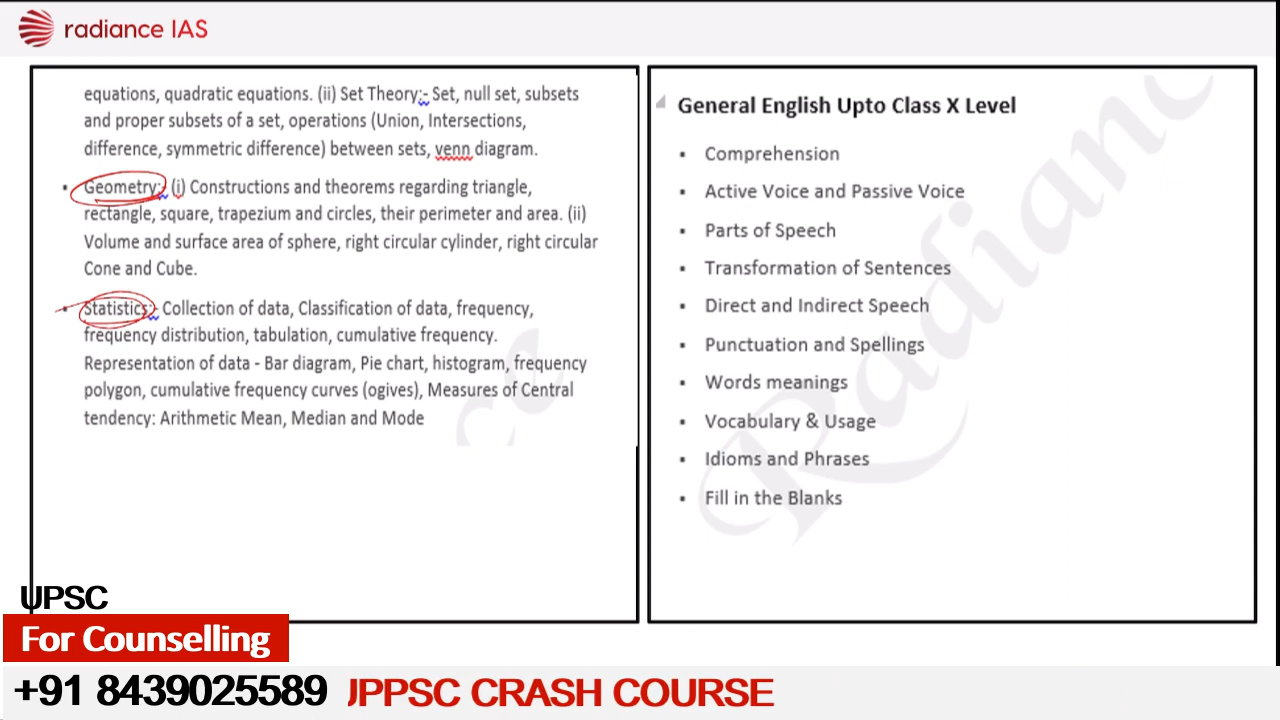 radiance IAS
equations, quadratic equations. (ii) Set Theory:- Set, null set, subsets
and proper subsets of a set, operations (Union, Intersections,
difference, symmetric difference) between sets, venn diagram.
▪ Geometry:- (i) Constructions and theorems regarding triangle,
rectangle, square, trapezium and circles, their perimeter and area. (ii)
Volume and surface area of sphere, right circular cylinder, right circular
Cone and Cube.
▪ Statistics:- Collection of data, Classification of data, frequency,
frequency distribution, tabulation, cumulative frequency.
Representation of data - Bar diagram, Pie chart, histogram, frequency
polygon, cumulative frequency curves (ogives), Measures of Central
tendency: Arithmetic Mean, Median and Mode
ce
General English Upto Class X Level
▪ Comprehension
▪ Active Voice and Passive Voice
▪ Parts of Speech
▪ Transformation of Sentences
▪ Direct and Indirect Speech
▪ Punctuation and Spellings
▪ Words meanings
▪ Vocabulary & Usage
▪ Idioms and Phrases
▪ Fill in the Blanks
Radianc
UPSC
For Counselling
+91 8439025589 JPPSC CRASH COURSE